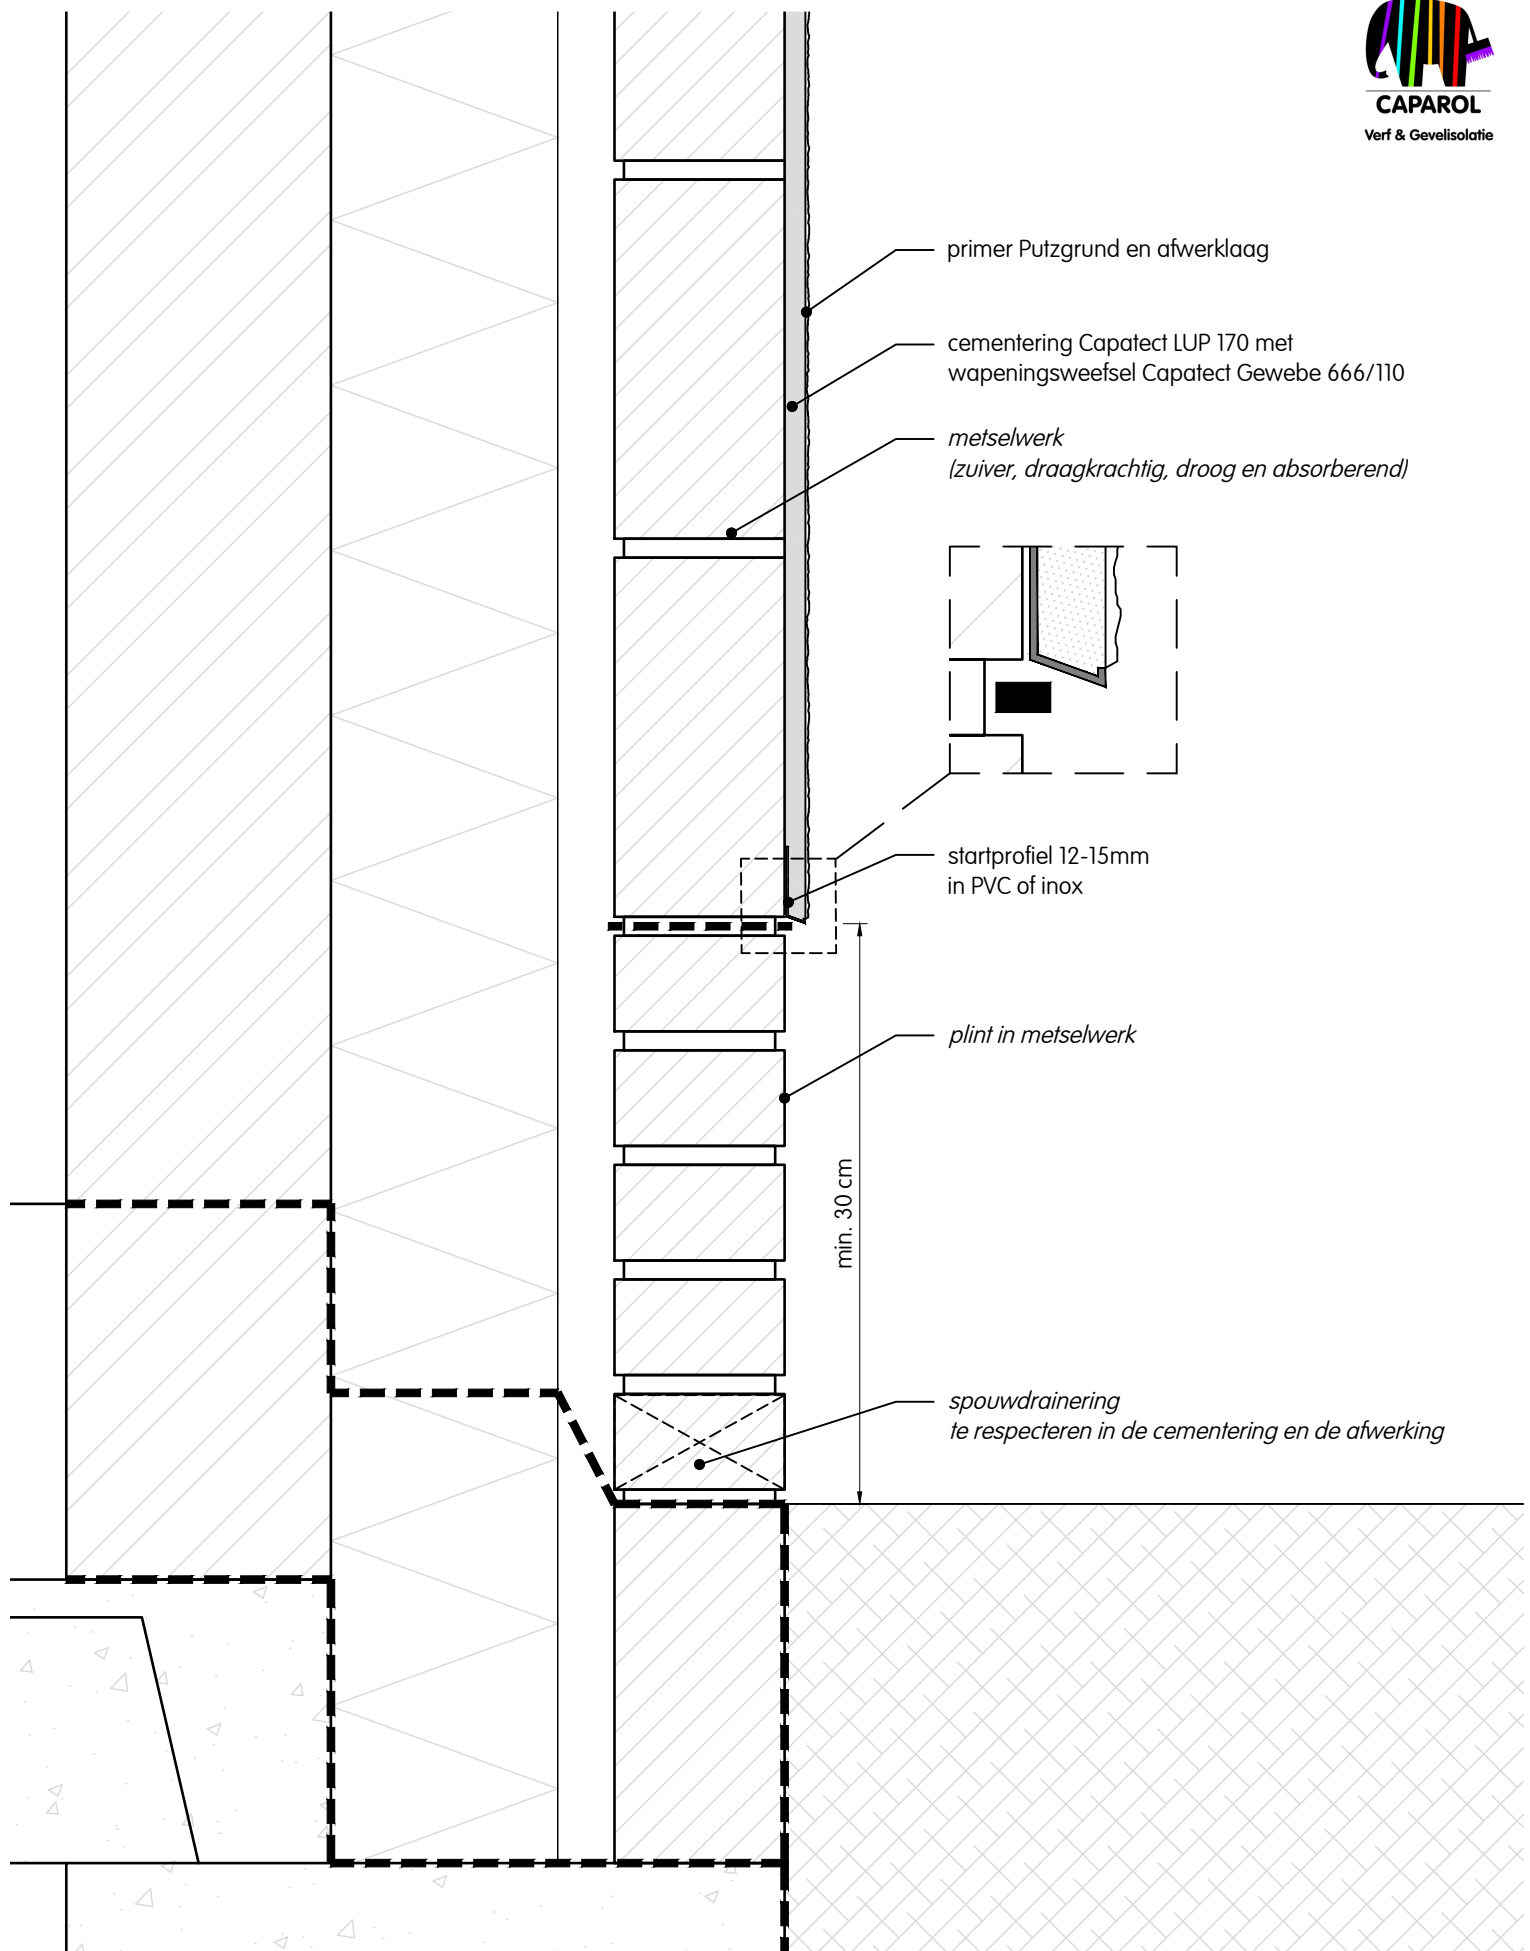 CAPAROL
Verf & Gevelisolatie
primer Putzgrund en afwerklaag
cementering Capatect LUP 170 met
wapeningsweefsel Capatect Gewebe 666/110
metselwerk
(zuiver, draagkrachtig, droog en absorberend)
startprofiel 12-15mm
in PVC of inox
plint in metselwerk
min. 30 cm
spouwdrainering
te respecteren in de cementering en de afwerking